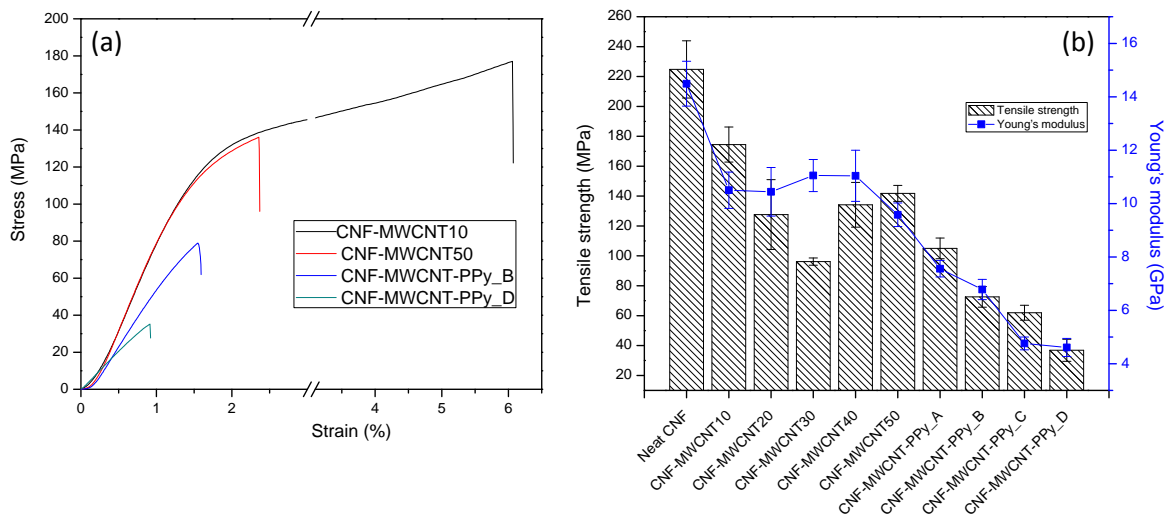 (a)
200
180
160
140
120
100
80
60
40
20
0
Stress (MPa)
CNF-MWCNT10
CNF-MWCNT50
CNF-MWCNT-PPy_B
CNF-MWCNT-PPy_D
0 1 2 4 5 6
Strain (%)
(b)
260
240
220
200
180
160
140
120
100
80
60
40
20
Tensile strength (MPa)
Tensile strength
Young's modulus
16
14
12
10
8
6
4
Young's modulus (GPa)
Neat CNF
CNF-MWCNT10
CNF-MWCNT20
CNF-MWCNT30
CNF-MWCNT40
CNF-MWCNT50
CNF-MWCNT-PPy_A
CNF-MWCNT-PPy_B
CNF-MWCNT-PPy_C
CNF-MWCNT-PPy_D